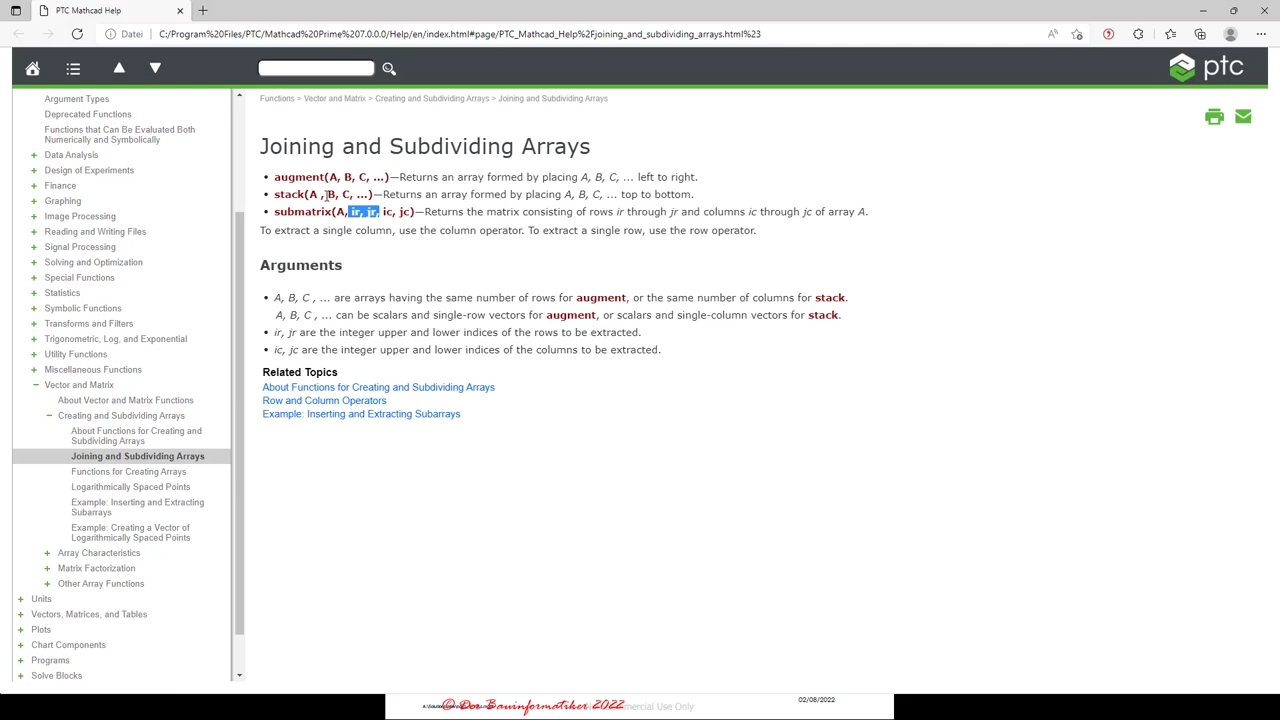 PTC Mathcad Help
Datei
C:/Program%20Files/PTC/Mathcad%20Prime%207.0.0.0/Help/en/index.html#page/PTC_Mathcad_Help%2Fjoining_and_subdividing_arrays.html%23
ptc
Argument Types
Deprecated Functions
Functions that Can Be Evaluated Both
Numerically and Symbolically
Data Analysis
Design of Experiments
Finance
Graphing
Image Processing
Reading and Writing Files
Signal Processing
Solving and Optimization
Special Functions
Statistics
Symbolic Functions
Transforms and Filters
Trigonometric, Log, and Exponential
Utility Functions
Miscellaneous Functions
Vector and Matrix
About Vector and Matrix Functions
Creating and Subdividing Arrays
About Functions for Creating and
Subdividing Arrays
Joining and Subdividing Arrays
Functions for Creating Arrays
Logarithmically Spaced Points
Example: Inserting and Extracting
Subarrays
Example: Creating a Vector of
Logarithmically Spaced Points
Array Characteristics
Matrix Factorization
Other Array Functions
Units
Vectors, Matrices, and Tables
Plots
Chart Components
Programs
Solve Blocks
Functions > Vector and Matrix > Creating and Subdividing Arrays > Joining and Subdividing Arrays
Joining and Subdividing Arrays
• augment(A, B, C, ...)—Returns an array formed by placing A, B, C, ... left to right.
• stack(A , B, C, ...)—Returns an array formed by placing A, B, C, ... top to bottom.
• submatrix(A, ir, jr, ic, jc)—Returns the matrix consisting of rows ir through jr and columns ic through jc of array A.
To extract a single column, use the column operator. To extract a single row, use the row operator.
Arguments
• A, B, C , ... are arrays having the same number of rows for augment, or the same number of columns for stack.
A, B, C , ... can be scalars and single-row vectors for augment, or scalars and single-column vectors for stack.
• ir, jr are the integer upper and lower indices of the rows to be extracted.
• ic, jc are the integer upper and lower indices of the columns to be extracted.
Related Topics
About Functions for Creating and Subdividing Arrays
Row and Column Operators
Example: Inserting and Extracting Subarrays
© Der Bauinformatiker 2022
Commercial Use Only
02/08/2022